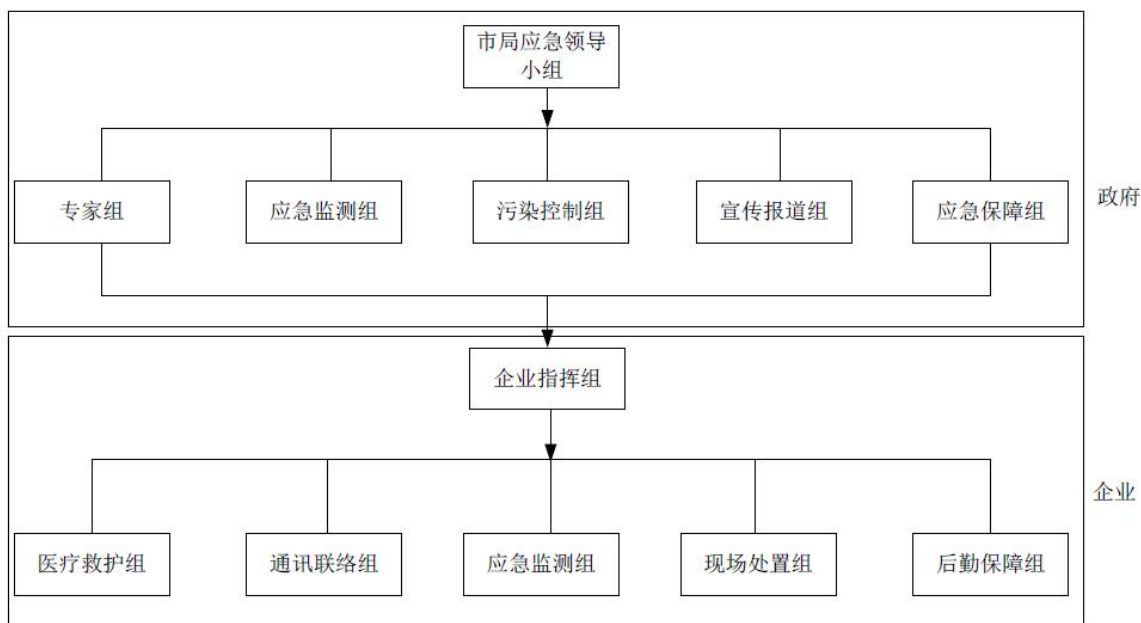 市局应急领导
小组
专家组
应急监测组
污染控制组
宣传报道组
应急保障组
政府
企业指挥组
企业
医疗救护组
通讯联络组
应急监测组
现场处置组
后勤保障组